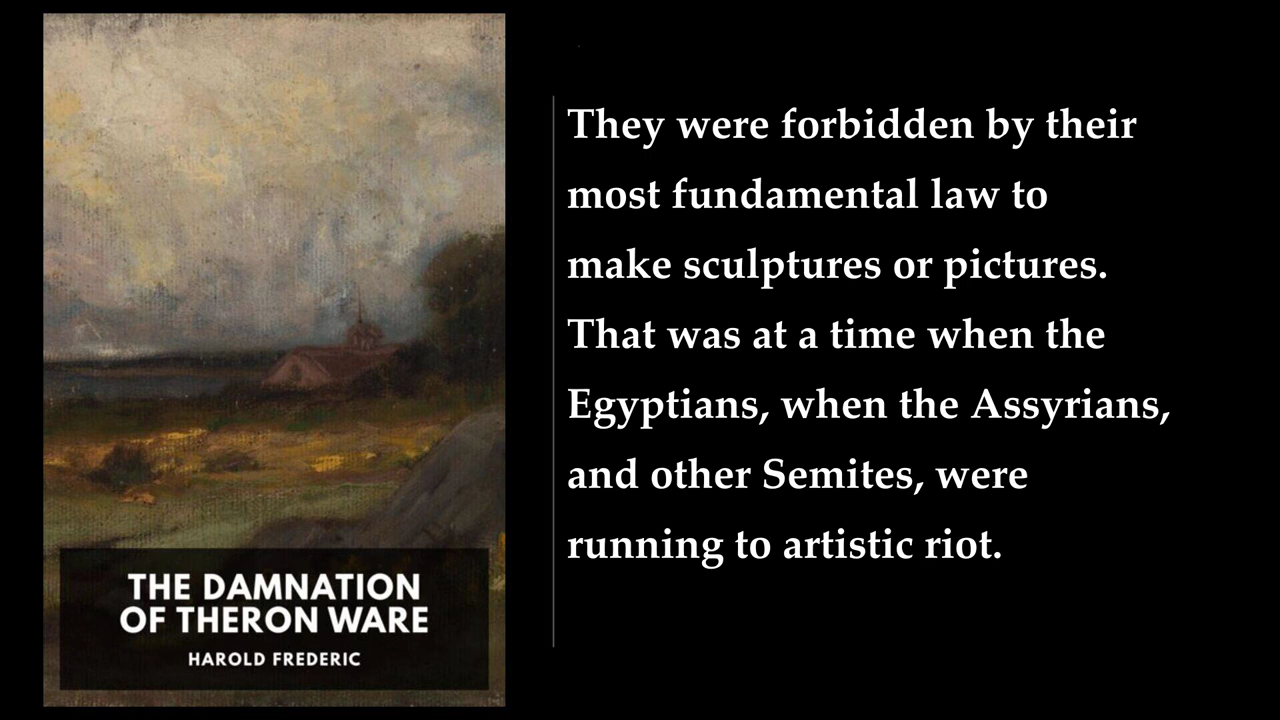 They were forbidden by their
most fundamental law to
make sculptures or pictures.
That was at a time when the
Egyptians, when the Assyrians,
and other Semites, were
running to artistic riot.
THE DAMNATION
OF THERON WARE
HAROLD FREDERIC